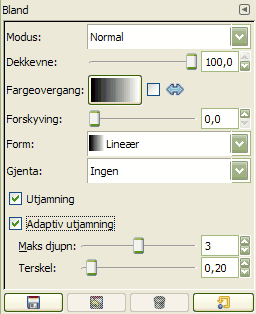 Bland
Modus: Normal
Dekkevne: 100,0
Fargeovergang:
Forskyving: 0,0
Form: Lineær
Gjenta: Ingen
Utjamning
Adaptiv utjamning
Maks djupn: 3
Terskel: 0,20